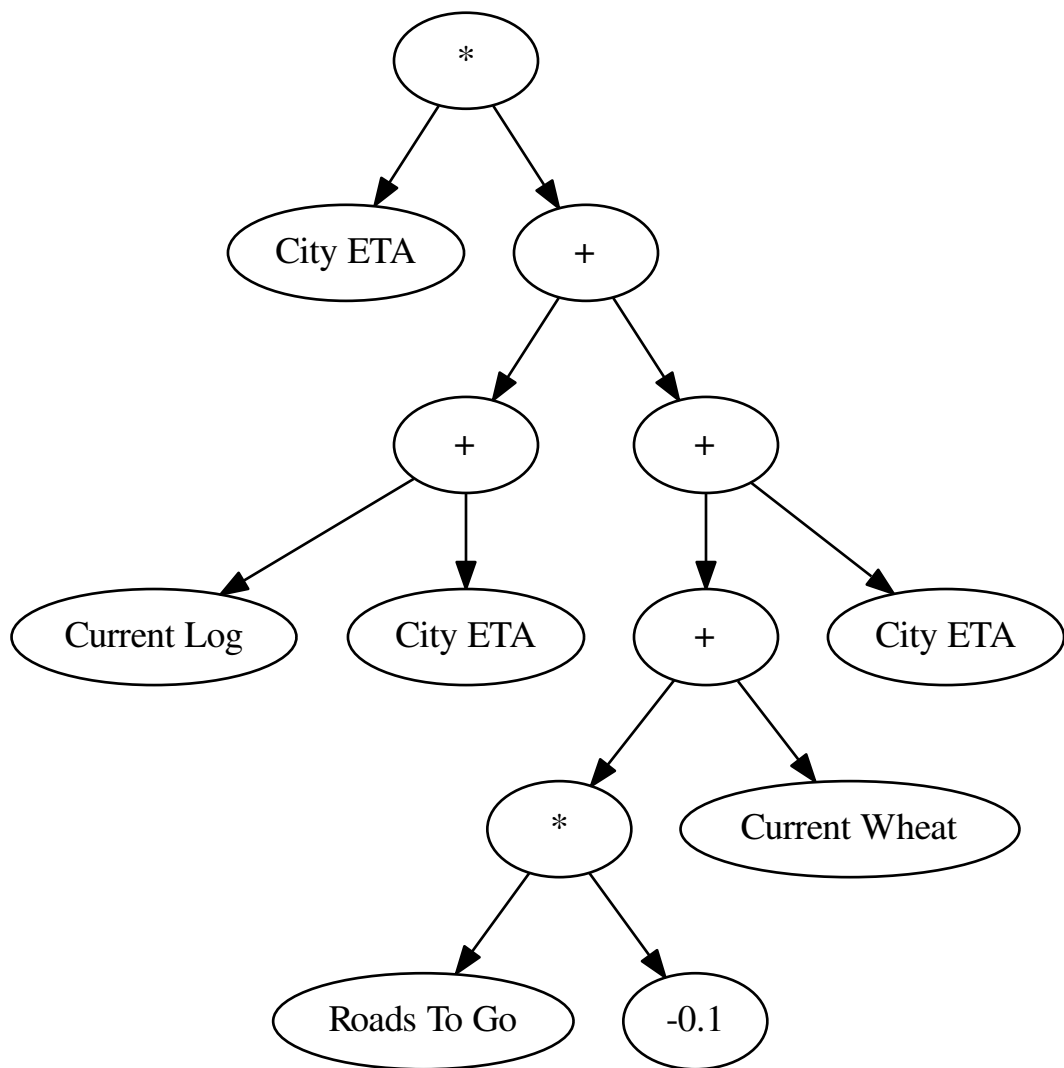 *
City ETA
+
+
+
Current Log
City ETA
+
City ETA
*
Current Wheat
Roads To Go
-0.1